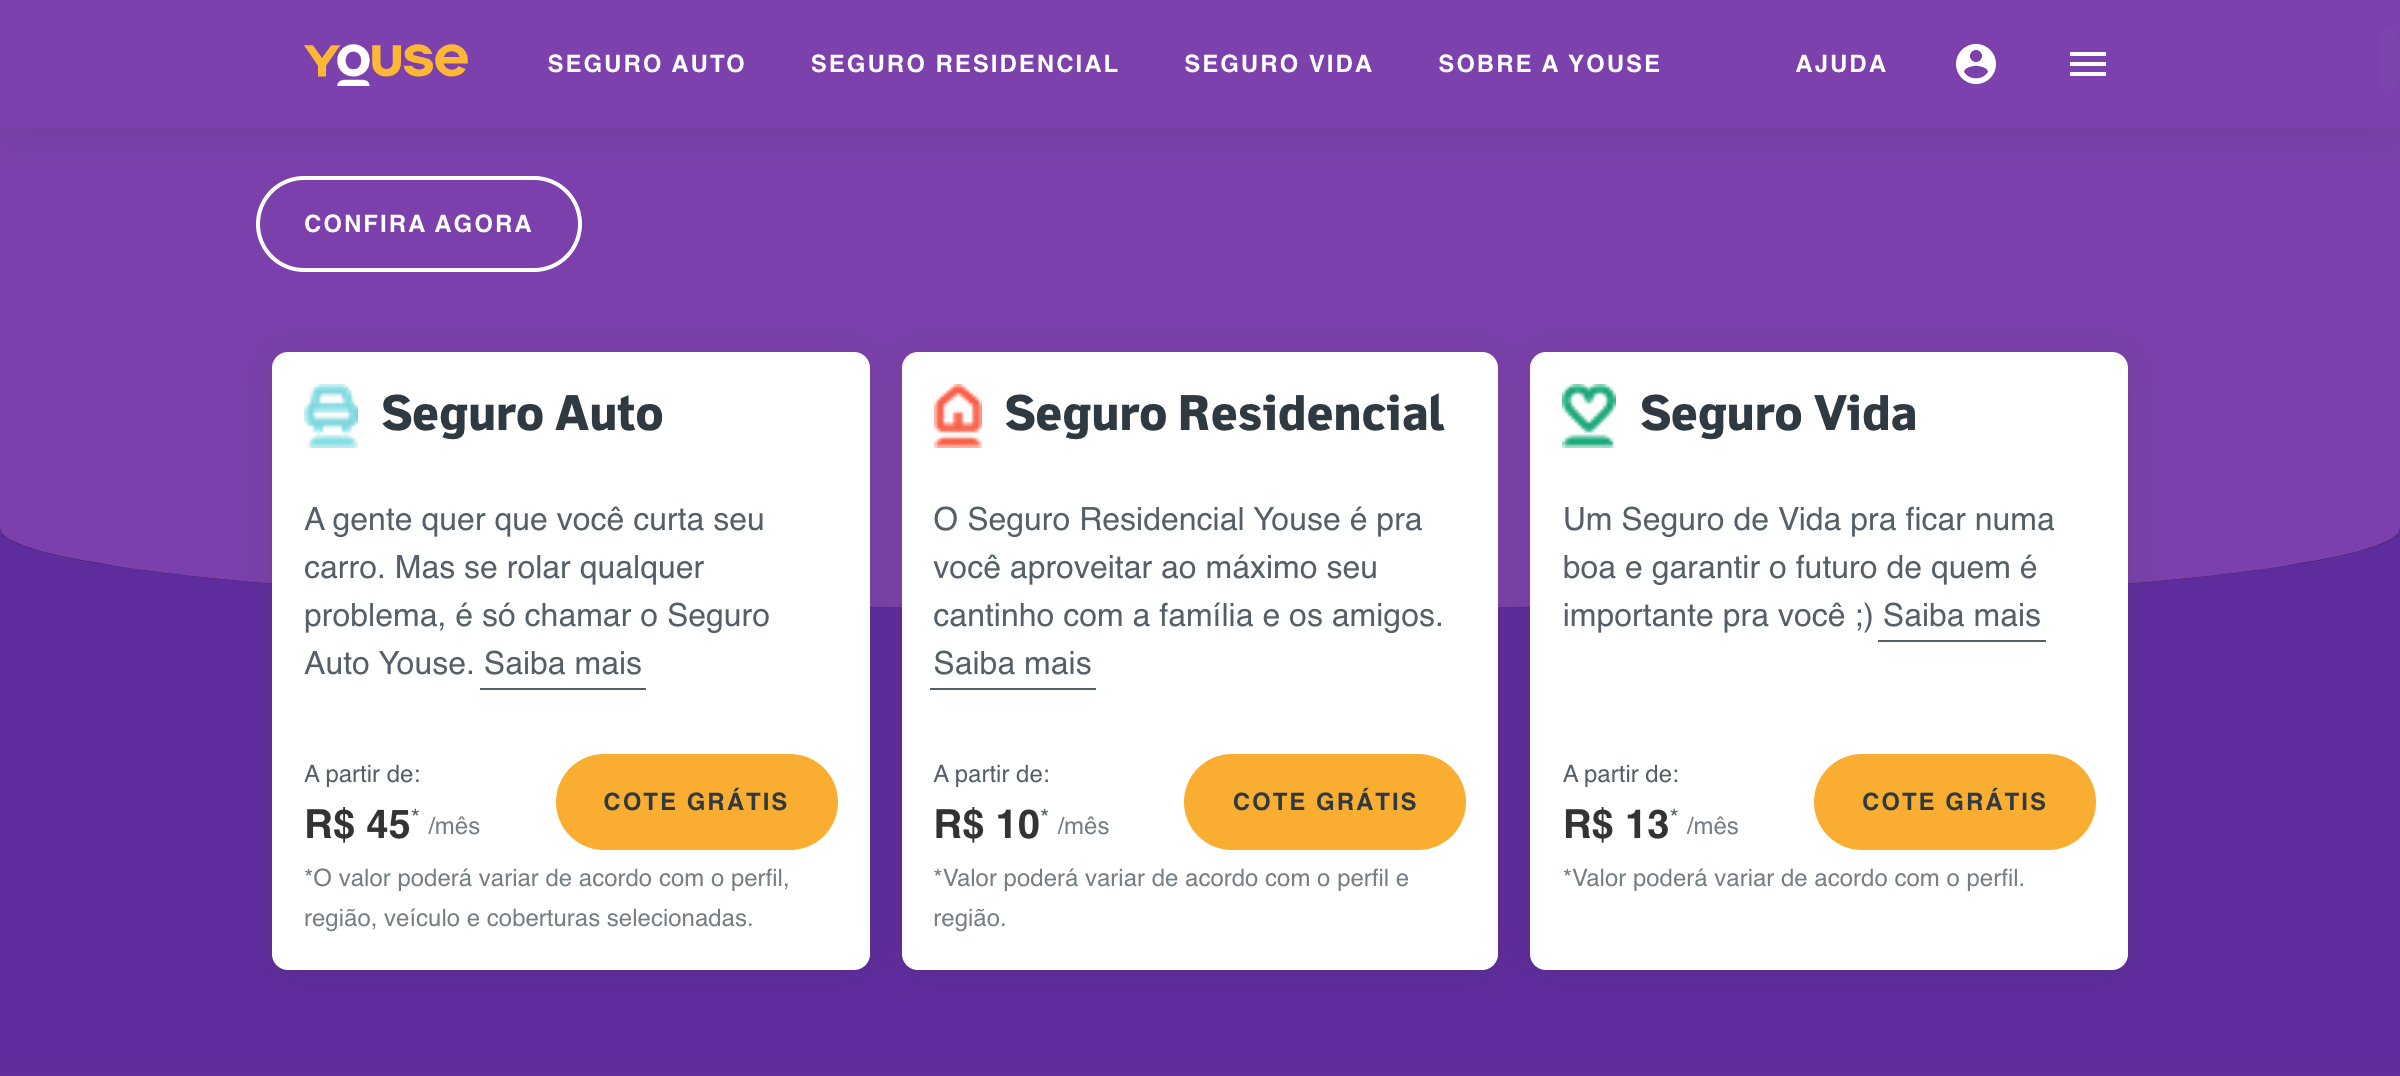 Youse
SEGURO AUTO
SEGURO RESIDENCIAL
SEGURO VIDA
SOBRE A YOUSE
AJUDA
CONFIRA AGORA
Seguro Auto
A gente quer que você curta seu
carro. Mas se rolar qualquer
problema, é só chamar o Seguro
Auto Youse. Saiba mais
A partir de:
R$ 45* /mês
COTE GRÁTIS
*O valor poderá variar de acordo com o perfil,
região, veículo e coberturas selecionadas.
Seguro Residencial
O Seguro Residencial Youse é pra
você aproveitar ao máximo seu
cantinho com a família e os amigos.
Saiba mais
A partir de:
R$ 10* /mês
COTE GRÁTIS
*Valor poderá variar de acordo com o perfil e
região.
Seguro Vida
Um Seguro de Vida pra ficar numa
boa e garantir o futuro de quem é
importante pra você ;) Saiba mais
A partir de:
R$ 13* /mês
COTE GRÁTIS
*Valor poderá variar de acordo com o perfil.